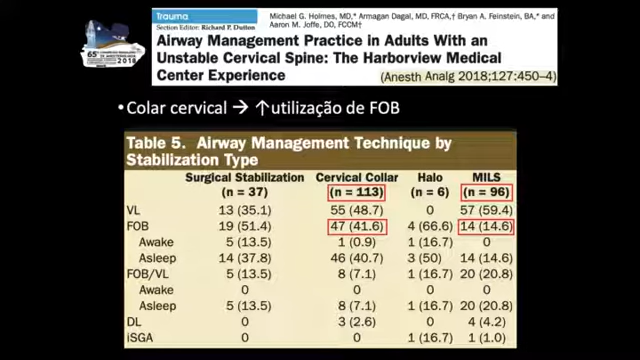 Trauma
Section Editor: Richard P. Dutton
Michael G. Holmes, MD,* Armagan Dagal, MD, FRCA,† Bryan A. Feinstein, BA,* and
Aaron M. Joffe, DO, FCCM†
Airway Management Practice in Adults With an
Unstable Cervical Spine: The Harborview Medical
Center Experience
(Anesth Analg 2018;127:450–4)
65°
2018
•Colar cervical → ↑utilização de FOB
Table 5. Airway Management Technique by
Stabilization Type
Surgical Stabilization Cervical Collar Halo MILS
(n = 37) (n = 113) (n = 6) (n = 96)
VL 13 (35.1) 55 (48.7) 0 57 (59.4)
FOB 19 (51.4) 47 (41.6) 4 (66.6) 14 (14.6)
Awake 5 (13.5) 1 (0.9) 1 (16.7) 0
Asleep 14 (37.8) 46 (40.7) 3 (50) 14 (14.6)
FOB/VL 5 (13.5) 8 (7.1) 1 (16.7) 20 (20.8)
Awake 0 0 0 0
Asleep 5 (13.5) 8 (7.1) 1 (16.7) 20 (20.8)
DL 0 3 (2.6) 0 4 (4.2)
iSGA 0 0 1 (16.7) 1 (1.0)